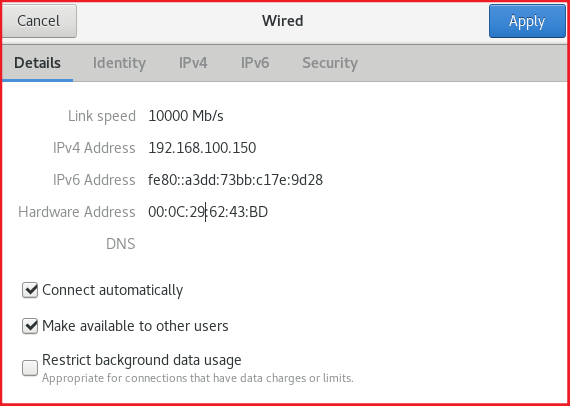 Cancel Wired Apply
Details Identity IPv4 IPv6 Security
Link speed 10000 Mb/s
IPv4 Address 192.168.100.150
IPv6 Address fe80::a3dd:73bb:c17e:9d28
Hardware Address 00:0C:29:62:43:BD
DNS
Connect automatically
Make available to other users
Restrict background data usage
Appropriate for connections that have data charges or limits.